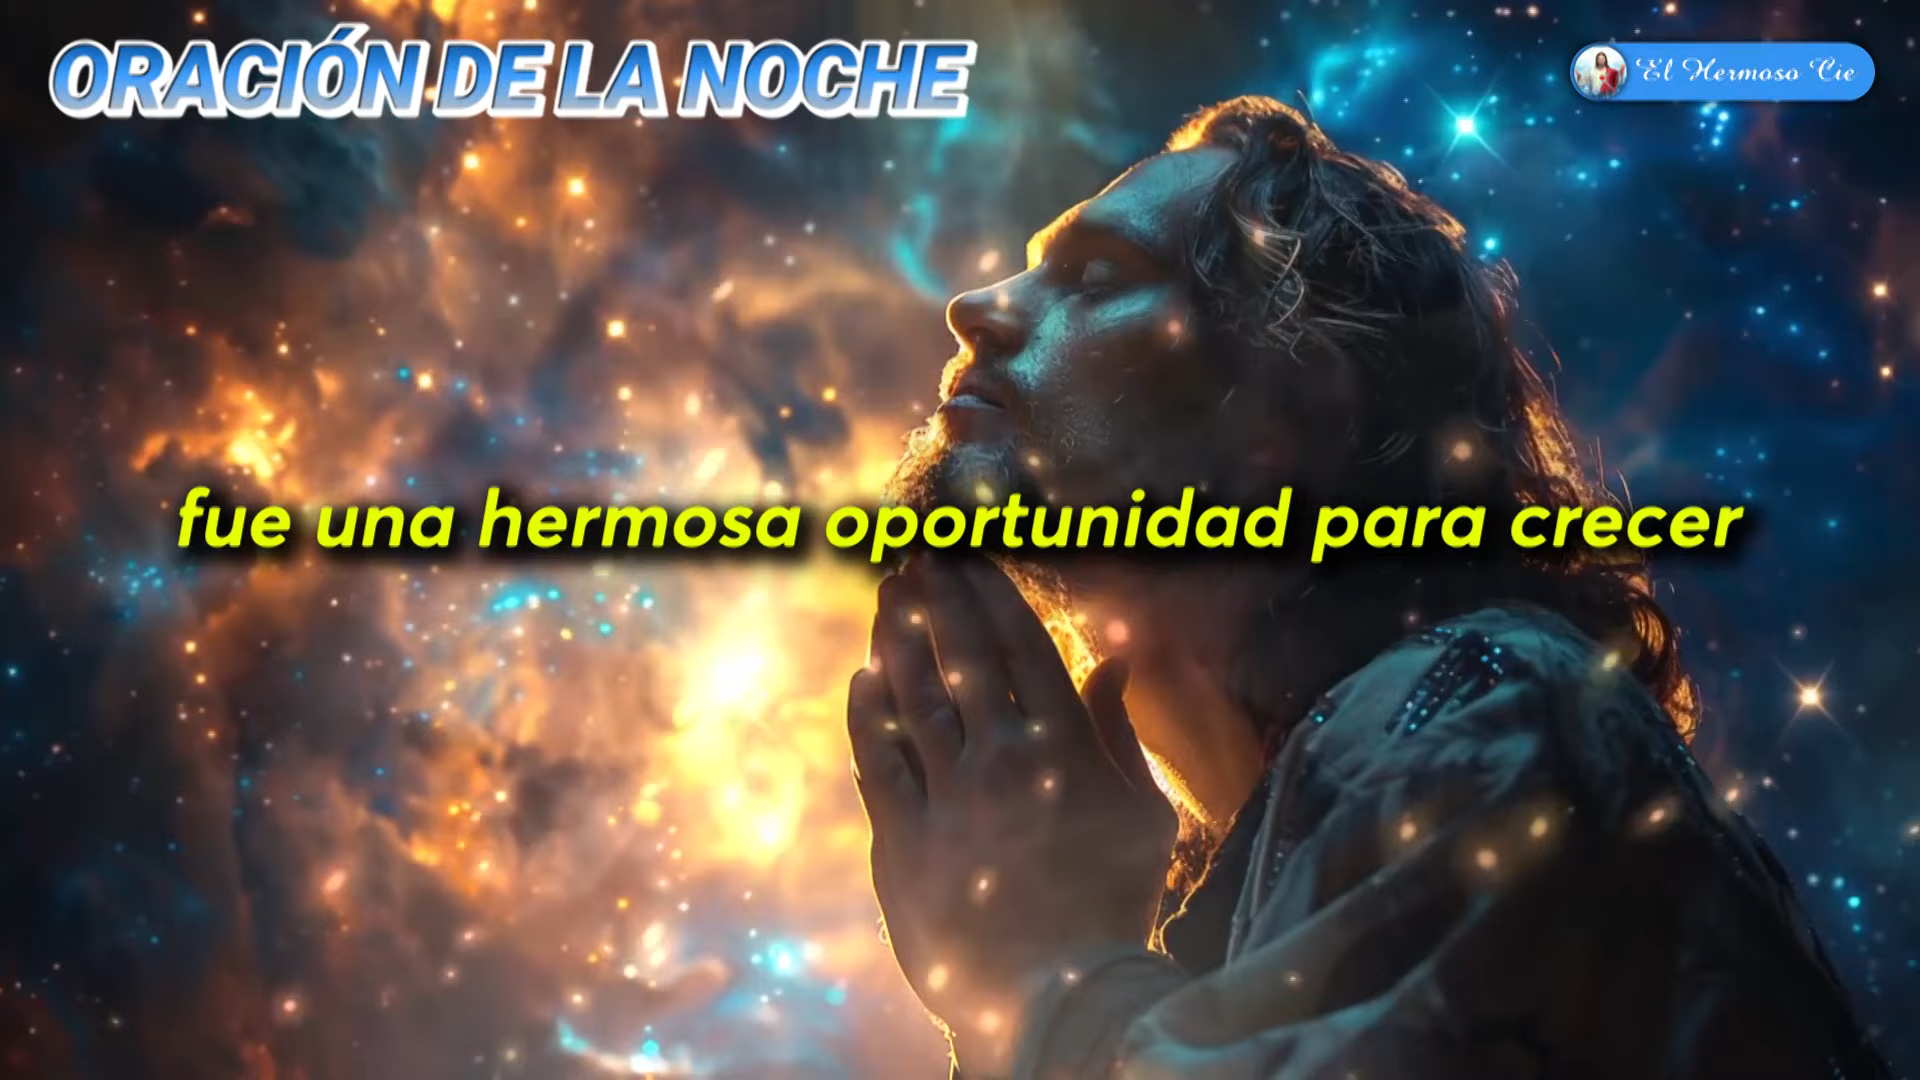 ORACIÓN DE LA NOCHE
El Hermoso Cie
fue una hermosa oportunidad para crecer